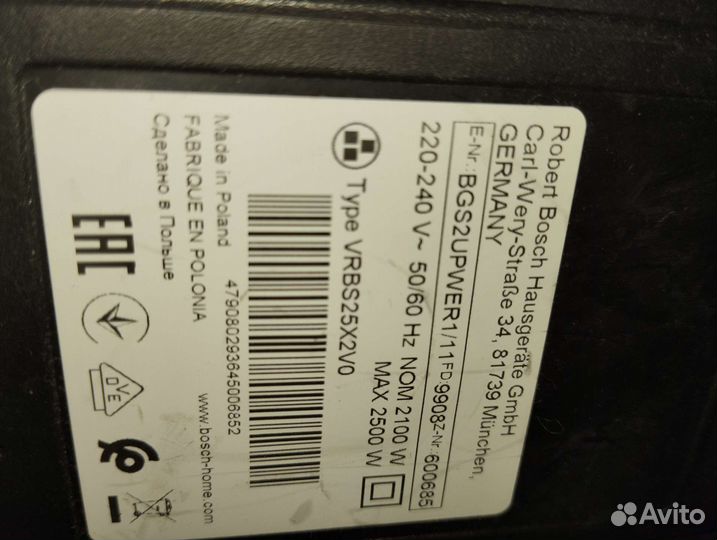 Robert Bosch Hausgeräte GmbH
Carl-Wery-Straße 34, 81739 München,
GERMANY
E-Nr.:BGS2UPWER1/11 FD.9908 Z-Nr.600685
220-240 V~ 50/60 Hz NOM 2100 W
MAX 2500 W
Type VRBS25X2V0
479080293645006852
Made in Poland
FABRIQUE EN POLONIA
Сделано в Польше
www.bosch-home.com
EAC
DVE
Avito